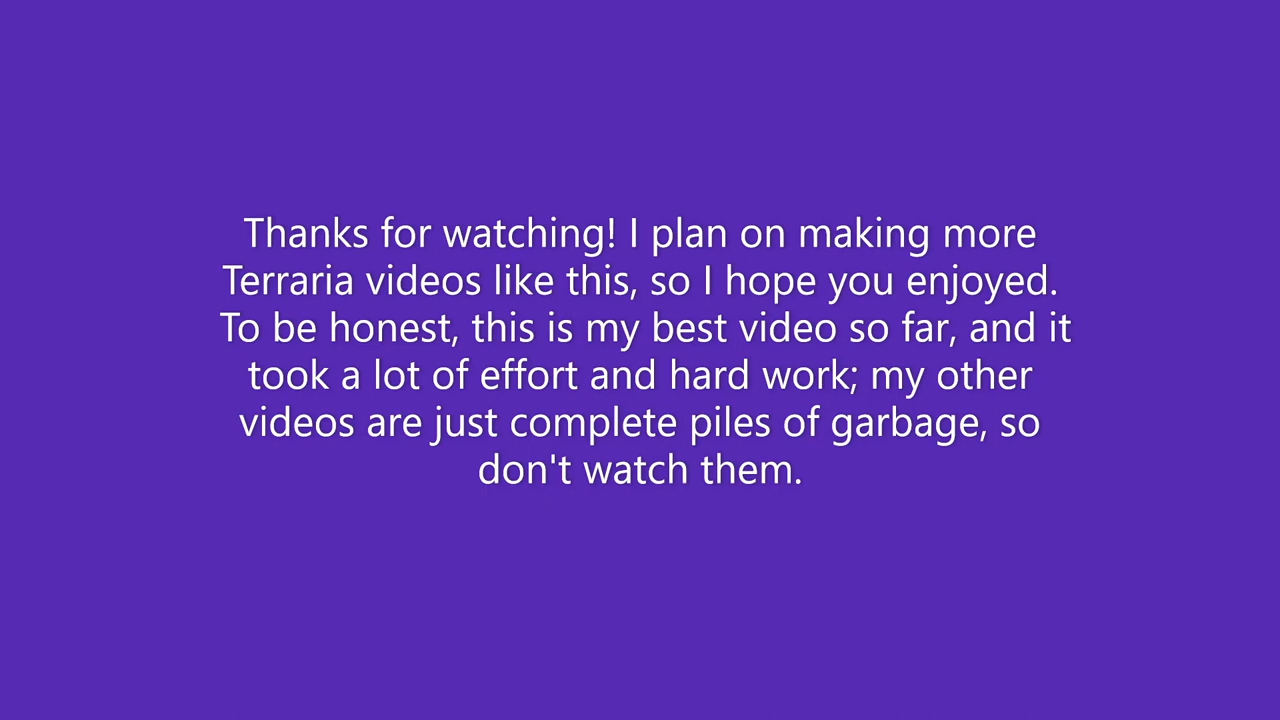 Thanks for watching! I plan on making more
Terraria videos like this, so I hope you enjoyed.
To be honest, this is my best video so far, and it
took a lot of effort and hard work; my other
videos are just complete piles of garbage, so
don't watch them.